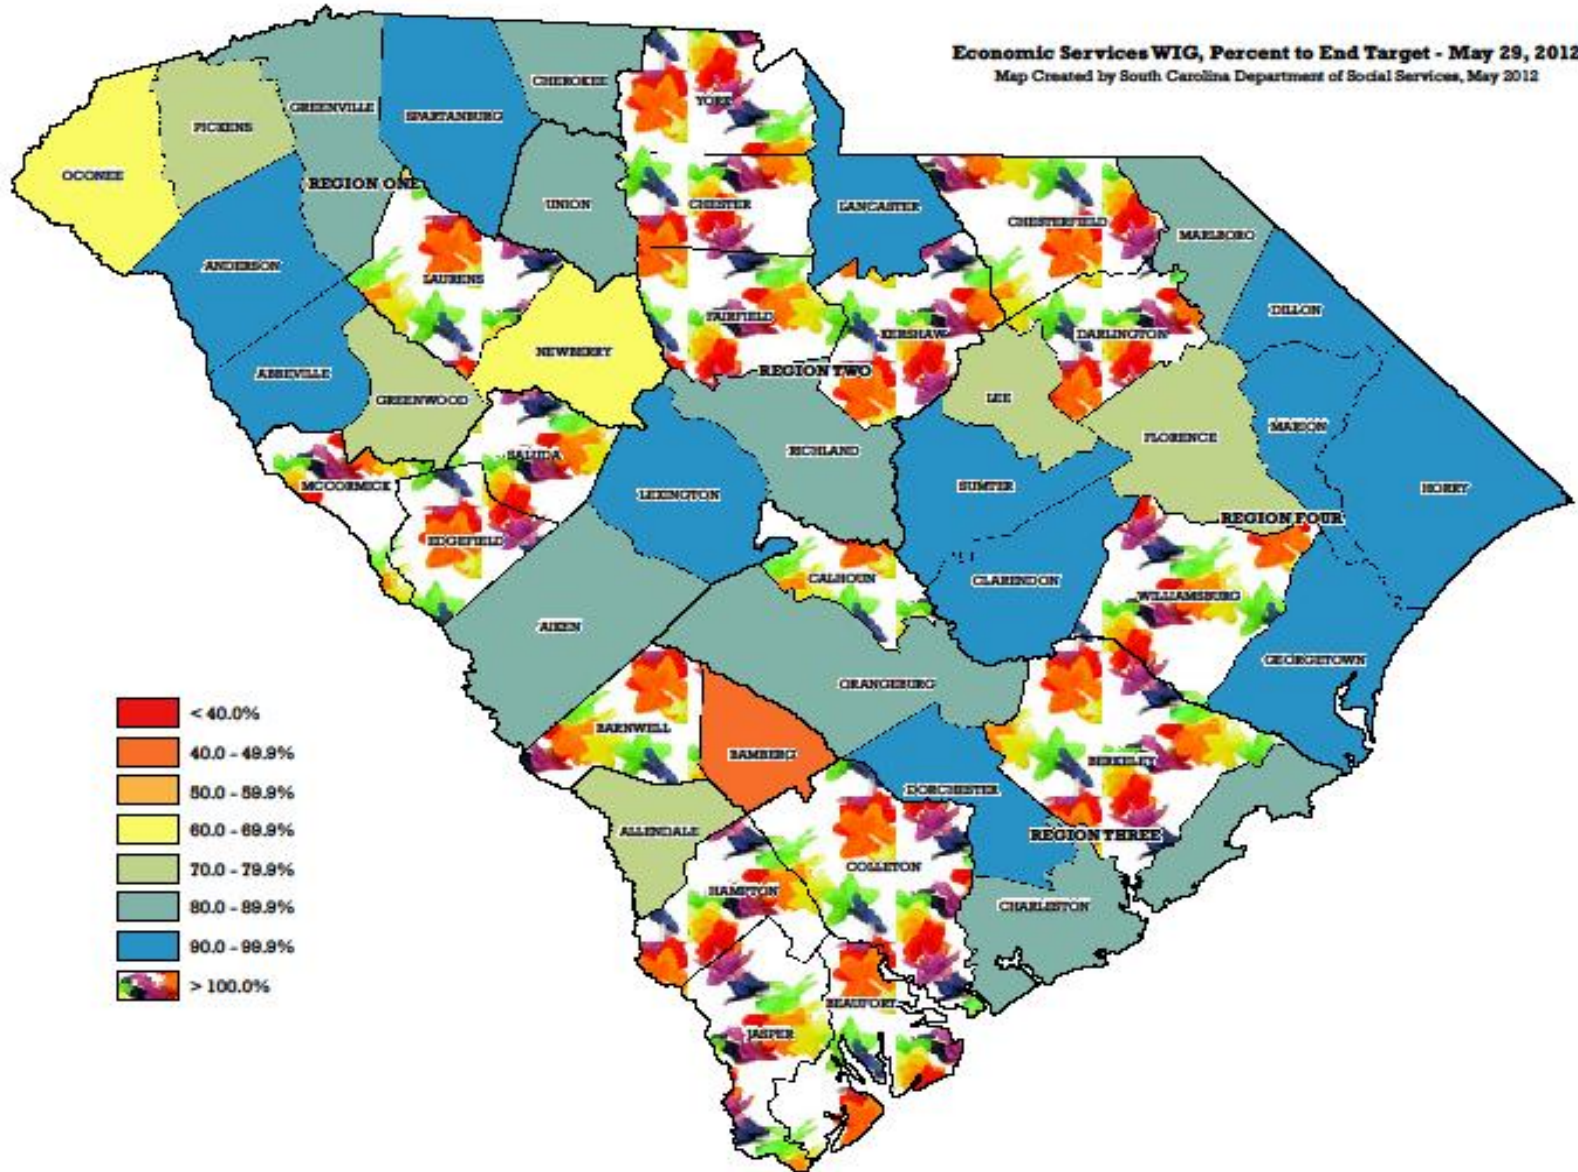 Economic Services WIG, Percent to End Target - May 29, 2012
Map Created by South Carolina Department of Social Services, May 2012
CHEROKEE
YORK
GREENVILLE
SPARTANBURG
PICKENS
OCONEE
REGION ONE
UNION
CHESTER
LANCASTER
CHESTERFIELD
MARLBORO
ANDERSON
LAURENS
FAIRFIELD
KERSHAW
DARLINGTON
DILLON
NEWBERRY
ABBEVILLE
REGION TWO
GREENWOOD
LEE
MARION
FLORENCE
RICHLAND
SALUDA
MCCORMICK
LEXINGTON
SUMTER
HORRY
REGION FOUR
EDGEFIELD
CALHOUN
CLARENDON
WILLIAMSBURG
AIKEN
GEORGETOWN
ORANGEBURG
BARNWELL
BAMBERG
BERKELEY
DORCHESTER
ALLENDALE
REGION THREE
COLLETON
HAMPTON
CHARLESTON
BEAUFORT
JASPER
< 40.0%
40.0 - 49.9%
50.0 - 59.9%
60.0 - 69.9%
70.0 - 79.9%
80.0 - 89.9%
90.0 - 99.9%
> 100.0%